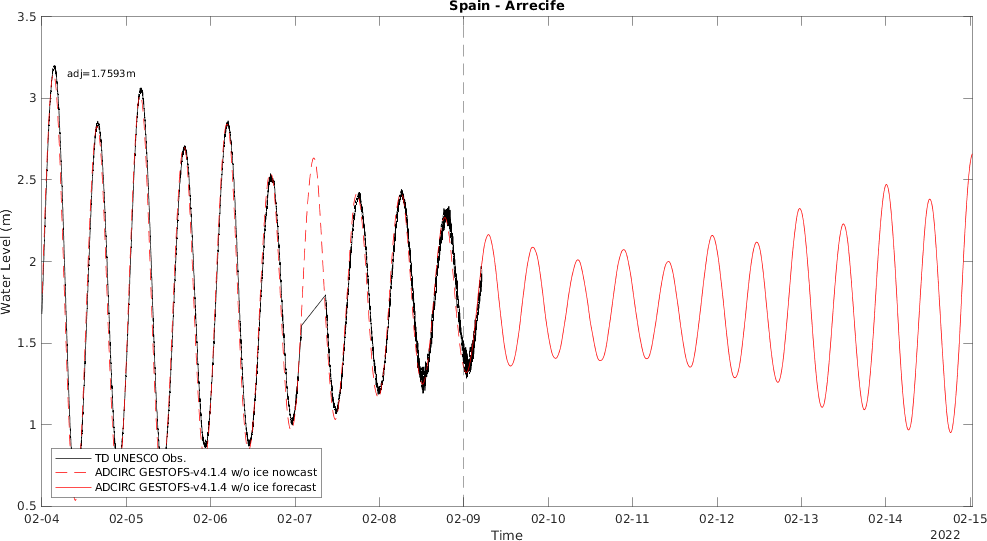 Spain - Arrecife
adj=1.7593m
Water Level (m)
3.5
3
2.5
2
1.5
1
0.5
TD UNESCO Obs.
ADCIRC GESTOFS-v4.1.4 w/o ice nowcast
ADCIRC GESTOFS-v4.1.4 w/o ice forecast
02-04 02-05 02-06 02-07 02-08 02-09 02-10 02-11 02-12 02-13 02-14 02-15
Time
2022